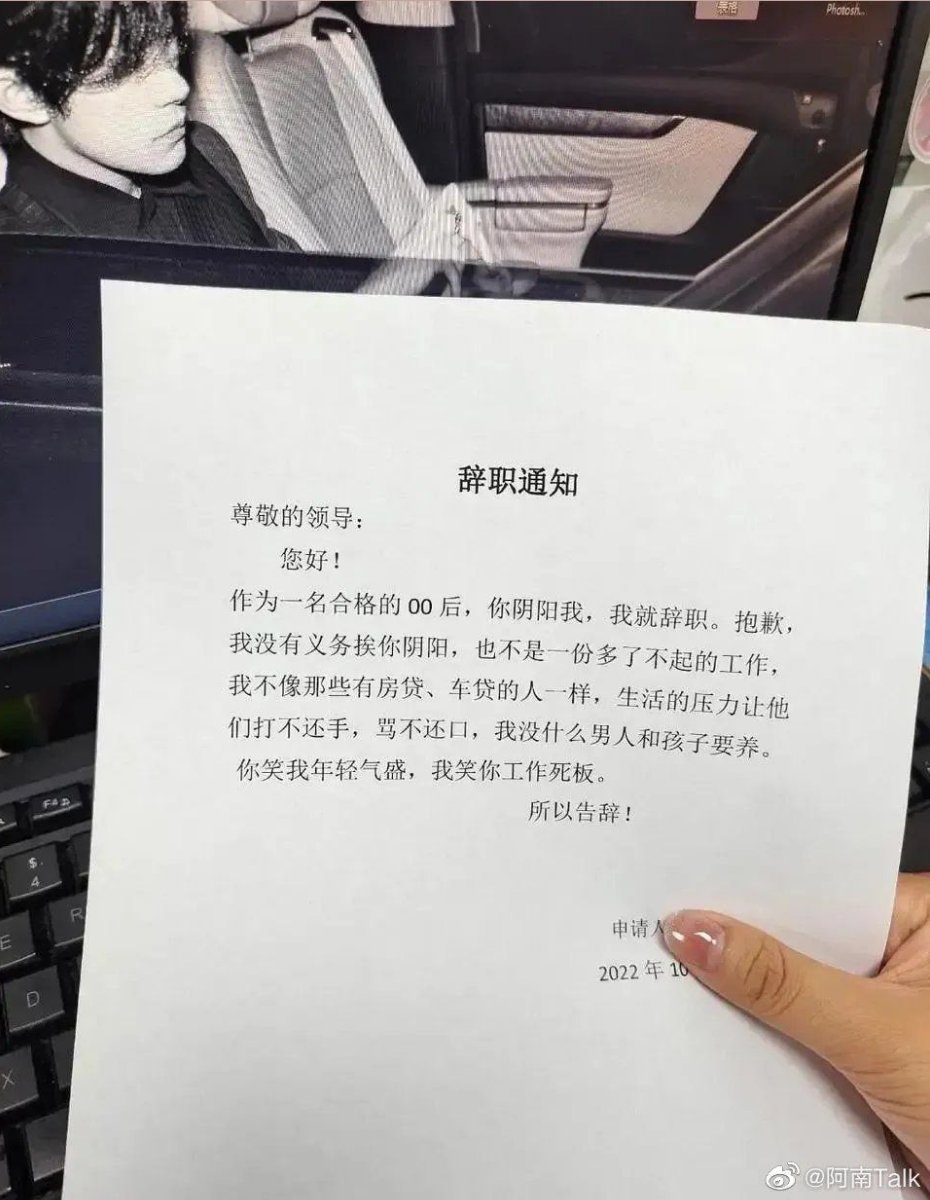 表格
Photosh...
辞职通知
尊敬的领导：
您好！
作为一名合格的 00 后，你阴阳我，我就辞职。抱歉，
我没有义务挨你阴阳，也不是一份多了不起的工作，
我不像那些有房贷、车贷的人一样，生活的压力让他
们打不还手，骂不还口，我没什么男人和孩子要养。
你笑我年轻气盛，我笑你工作死板。
所以告辞！
申请人
2022 年 10
F4
$
4
R
E
D
X
@阿南Talk